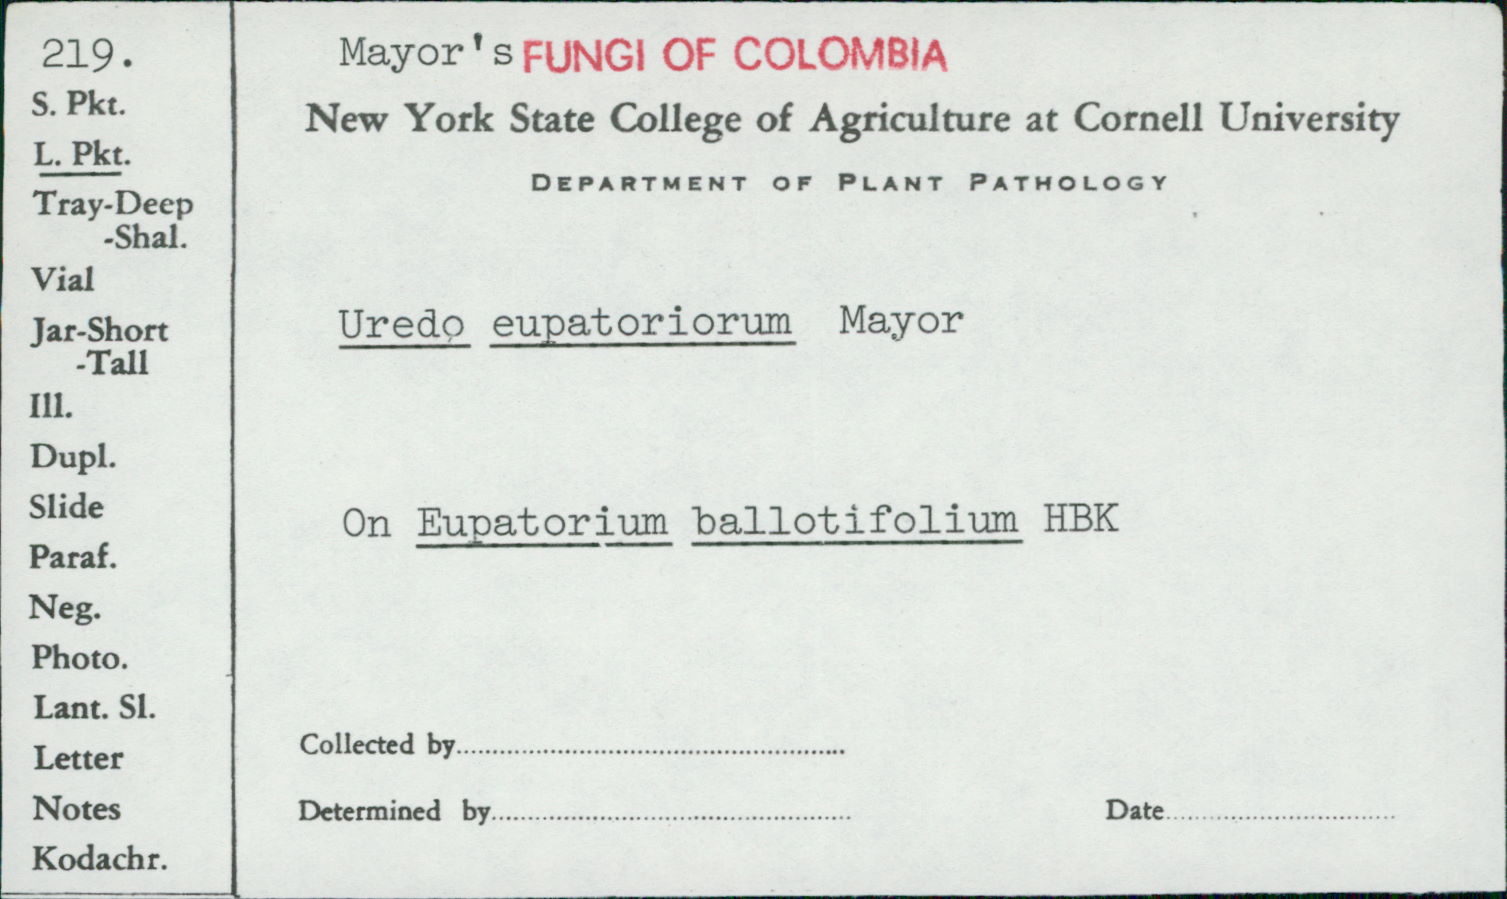 219.
S. Pkt.
L. Pkt.
Tray-Deep
-Shal.
Vial
Jar-Short
-Tall
Ill.
Dupl.
Slide
Paraf.
Neg.
Photo.
Lant. Sl.
Letter
Notes
Kodachr.
Mayor's FUNGI OF COLOMBIA
New York State College of Agriculture at Cornell University
DEPARTMENT OF PLANT PATHOLOGY
Uredo eupatoriorum Mayor
On Eupatorium ballotifolium HBK
Collected by
Determined by
Date